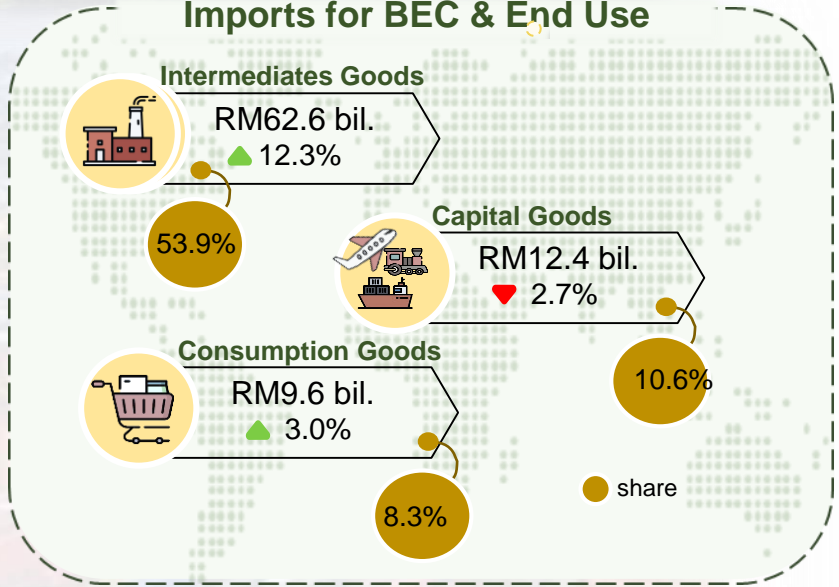 Imports for BEC & End Use
Intermediates Goods
RM62.6 bil.
12.3%
53.9%
Capital Goods
RM12.4 bil.
2.7%
10.6%
Consumption Goods
RM9.6 bil.
3.0%
8.3%
share